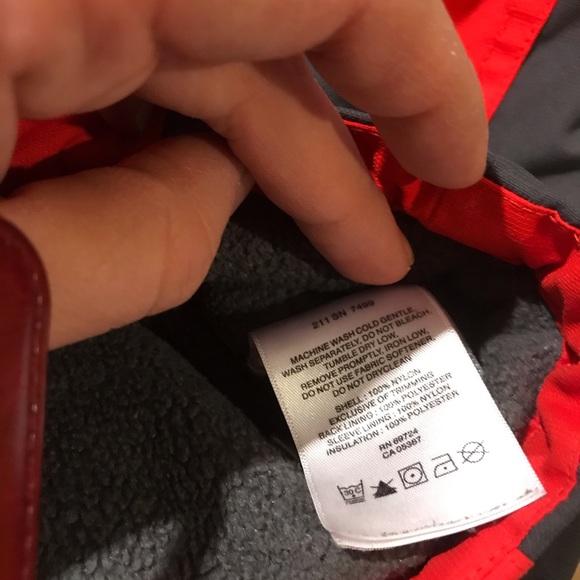 211 SN 7499
MACHINE WASH COLD GENTLE.
WASH SEPARATELY. DO NOT BLEACH.
TUMBLE DRY LOW.
REMOVE PROMPTLY, IRON LOW.
DO NOT USE FABRIC SOFTENER.
DO NOT DRYCLEAN.
SHELL : 100% NYLON
EXCLUSIVE OF TRIMMING
BACK LINING : 100% POLYESTER
SLEEVE LINING : 100% NYLON
INSULATION : 100% POLYESTER
RN 69724
CA 05367